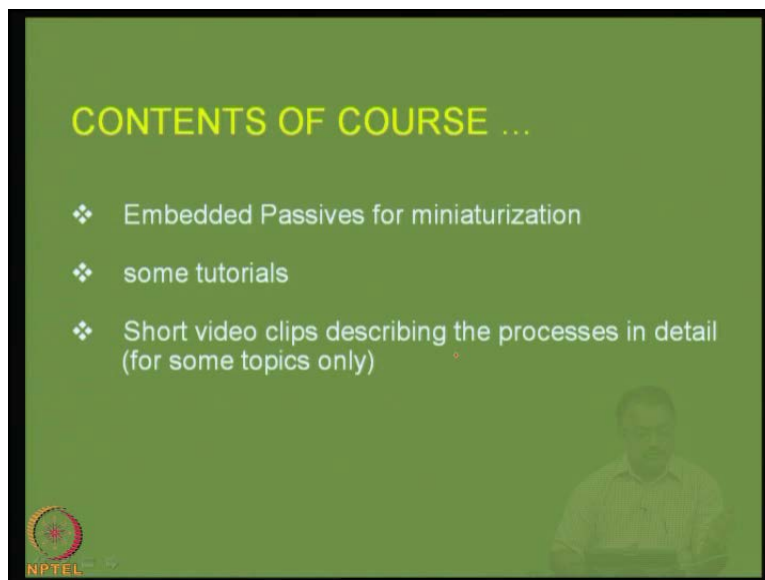 CONTENTS OF COURSE ...
❖ Embedded Passives for miniaturization
❖ some tutorials
❖ Short video clips describing the processes in detail
(for some topics only)
NPTEL